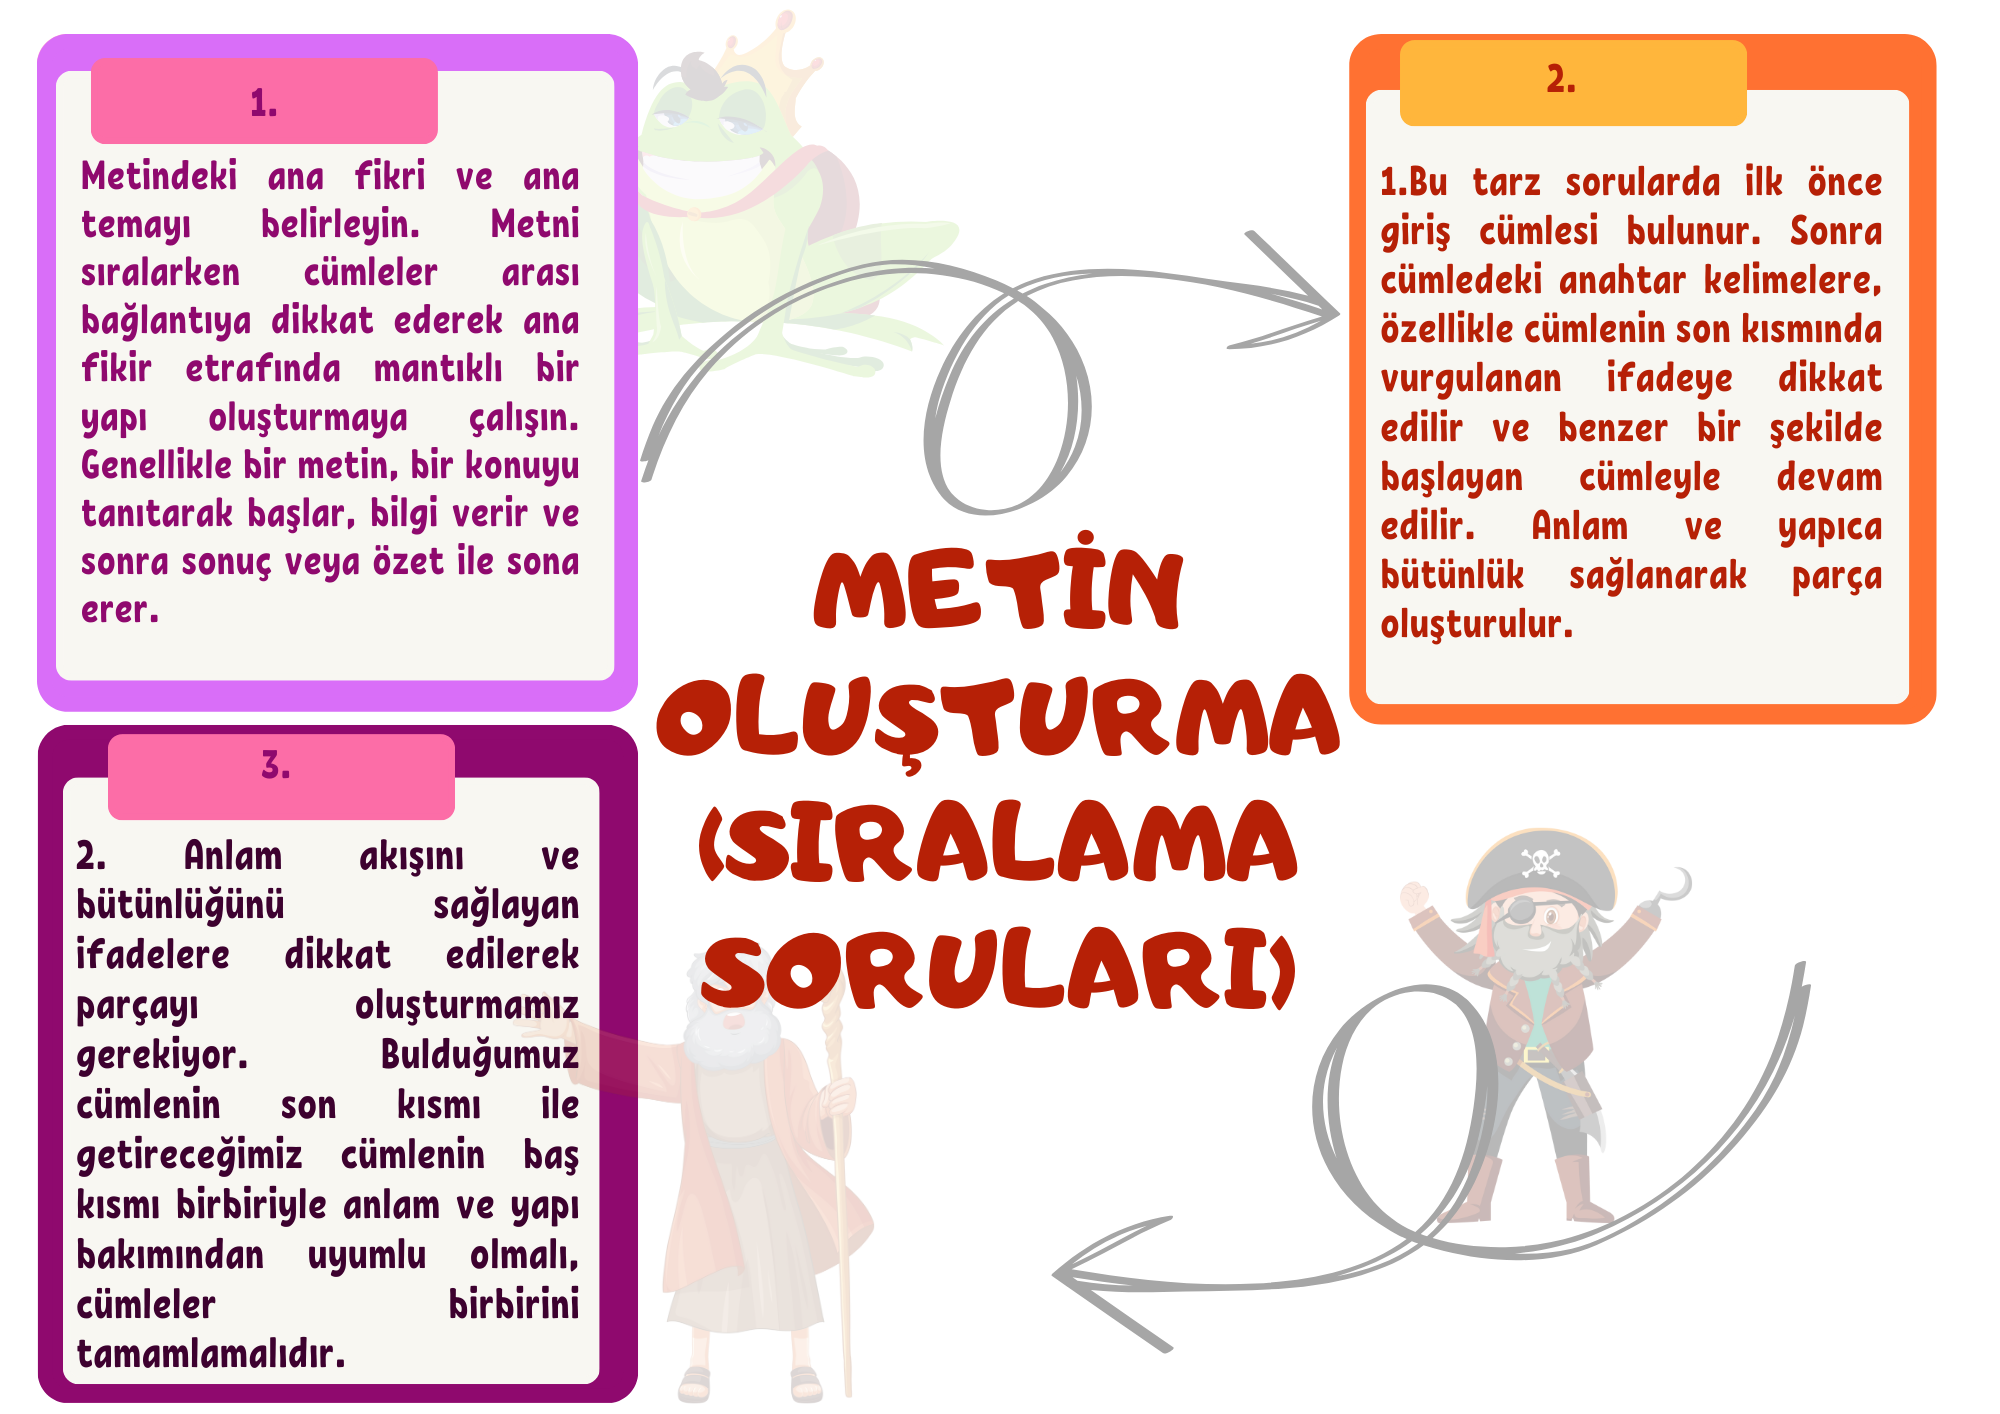 1.
Metindeki ana fikri ve ana
temayı belirleyin. Metni
sıralarken cümleler arası
bağlantıya dikkat ederek ana
fikir etrafında mantıklı bir
yapı oluşturmaya çalışın.
Genellikle bir metin, bir konuyu
tanıtarak başlar, bilgi verir ve
sonra sonuç veya özet ile sona
erer.
METİN
OLUŞTURMA
(SIRALAMA
SORULARI)
2.
1.Bu tarz sorularda ilk önce
giriş cümlesi bulunur. Sonra
cümledeki anahtar kelimelere,
özellikle cümlenin son kısmında
vurgulanan ifadeye dikkat
edilir ve benzer bir şekilde
başlayan cümleyle devam
edilir. Anlam ve yapıca
bütünlük sağlanarak parça
oluşturulur.
3.
2. Anlam akışını ve
bütünlüğünü sağlayan
ifadelere dikkat edilerek
parçayı oluşturmamız
gerekiyor. Bulduğumuz
cümlenin son kısmı ile
getireceğimiz cümlenin baş
kısmı birbiriyle anlam ve yapı
bakımından uyumlu olmalı,
cümleler birbirini
tamamlamalıdır.